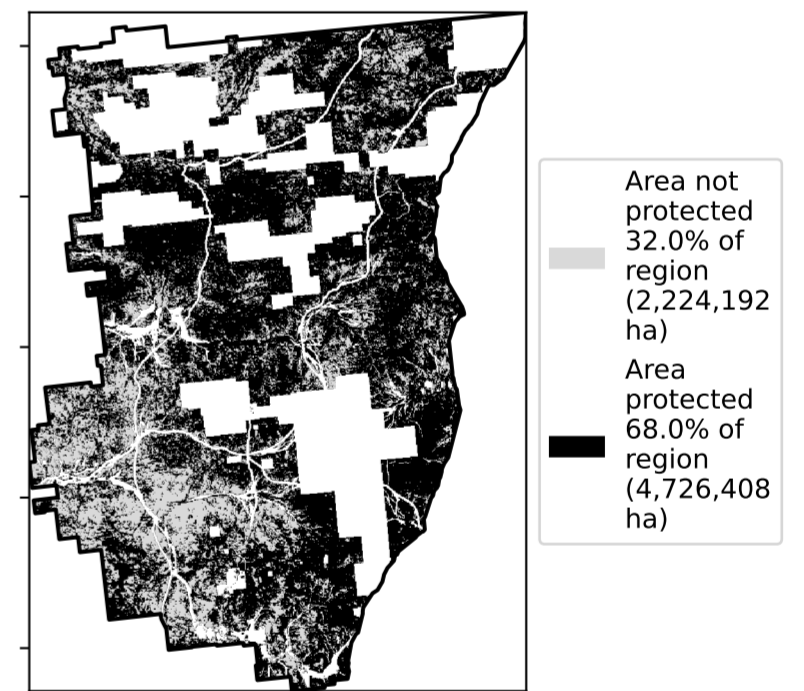 Area not
protected
32.0% of
region
(2,224,192
ha)
Area
protected
68.0% of
region
(4,726,408
ha)